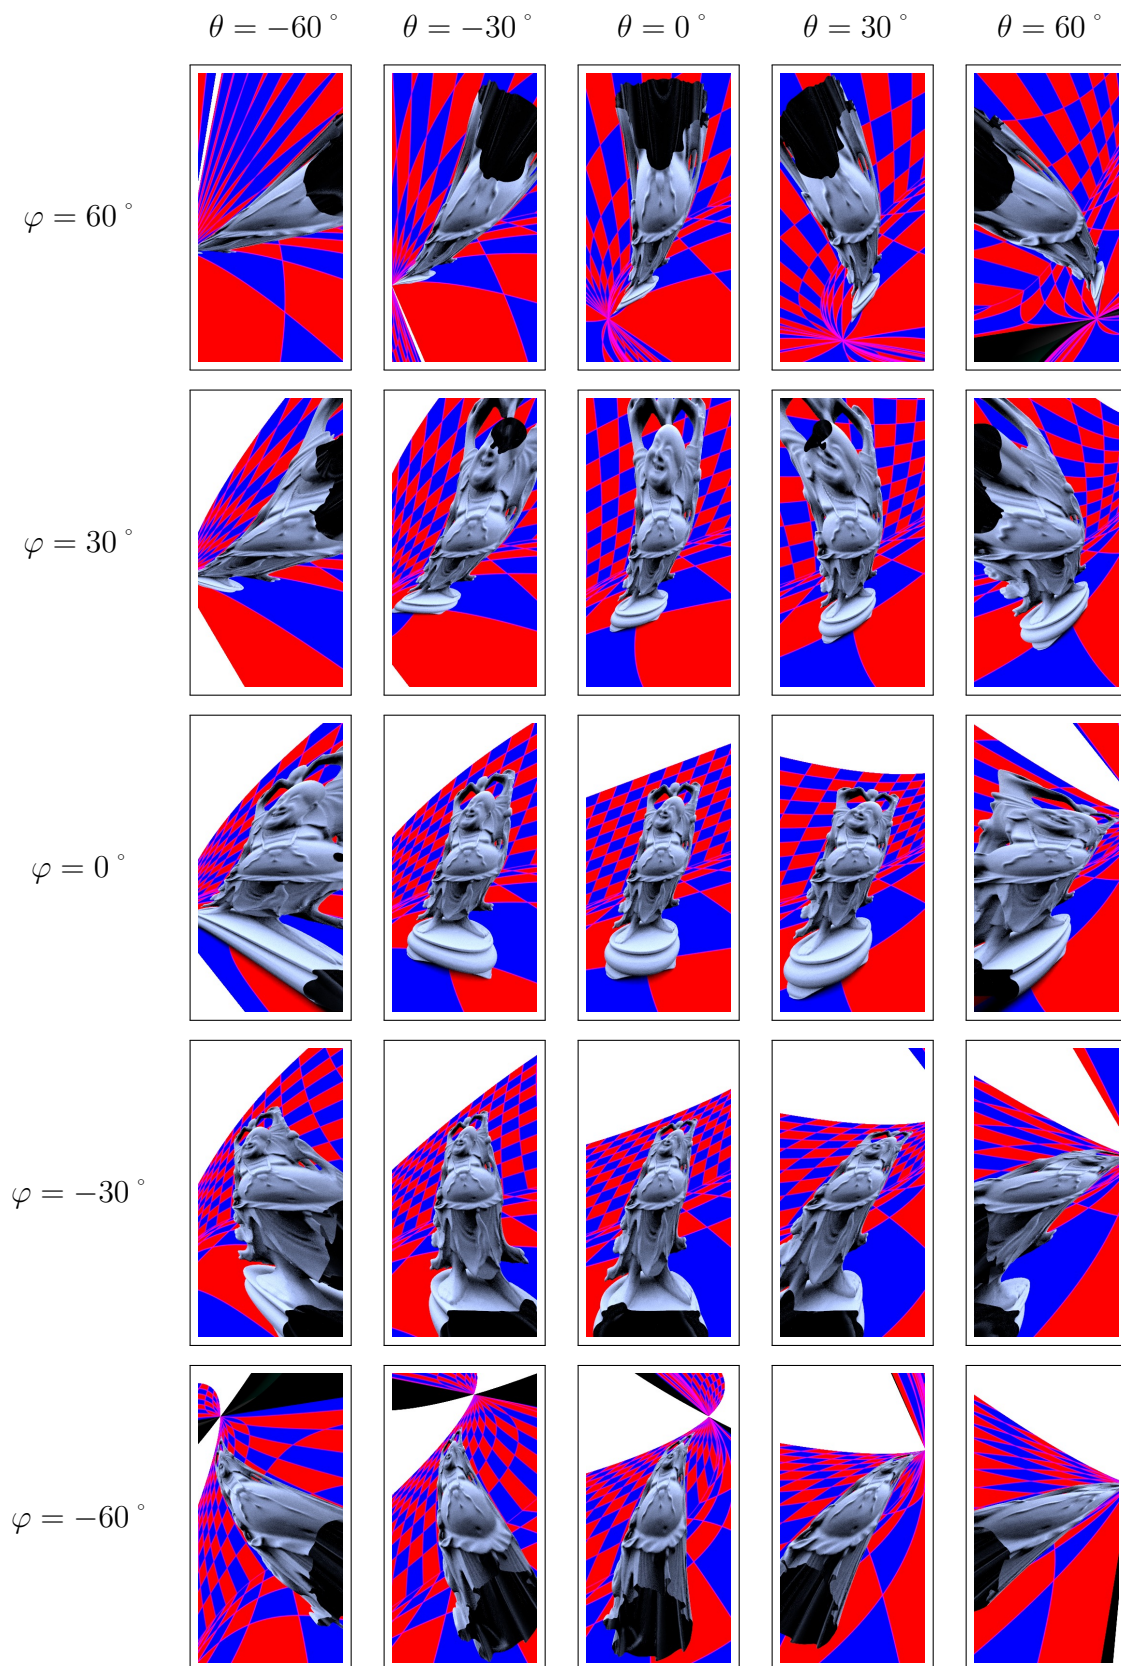 θ = −60° θ = −30° θ = 0° θ = 30° θ = 60°
φ = 60°
φ = 30°
φ = 0°
φ = −30°
φ = −60°